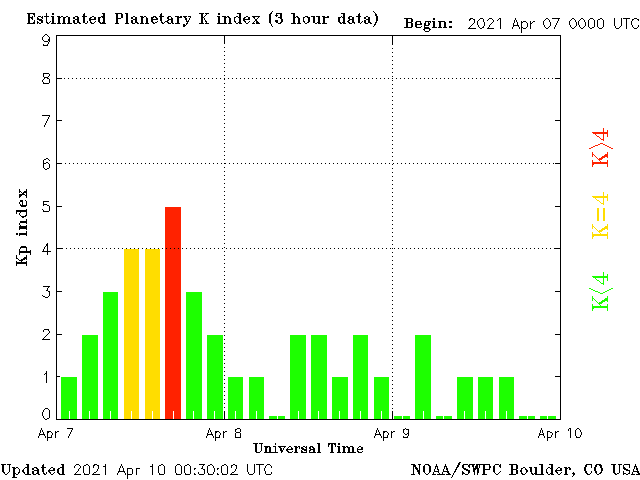 Estimated Planetary K index (3 hour data)
Begin: 2021 Apr 07 0000 UTC
9
8
7
6
5
4
3
2
1
0
Kp index
K>4
K=4
K<4
Apr 7
Apr 8
Apr 9
Apr 10
Universal Time
Updated 2021 Apr 10 00:30:02 UTC
NOAA/SWPC Boulder, CO USA